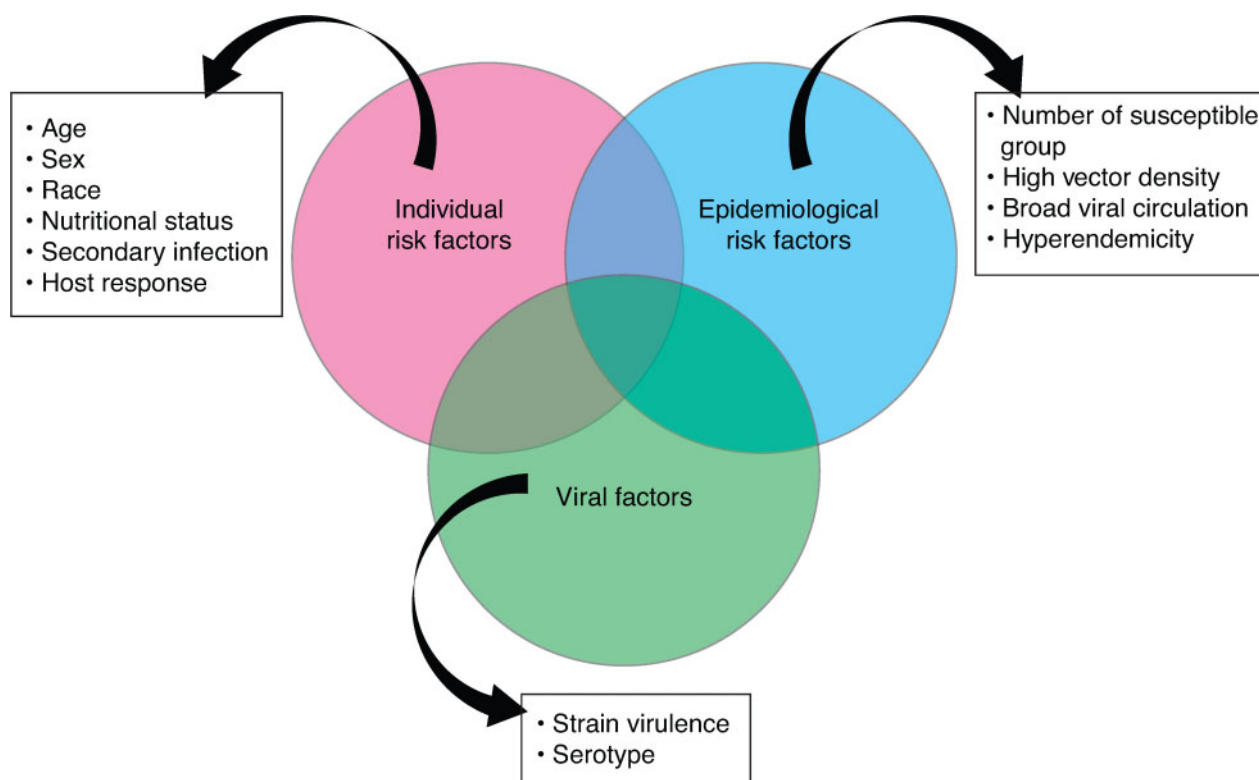 • Age
• Sex
• Race
• Nutritional status
• Secondary infection
• Host response
Individual
risk factors
Epidemiological
risk factors
• Number of susceptible
group
• High vector density
• Broad viral circulation
• Hyperendemicity
Viral factors
• Strain virulence
• Serotype